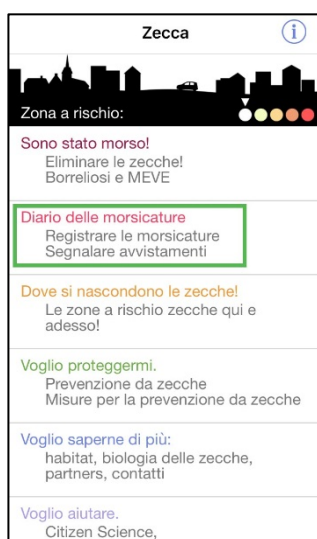 Zecca
i
Zona a rischio:
Sono stato morso!
Eliminare le zecche!
Borreliosi e MEVE
Diario delle morsicature
Registrare le morsicature
Segnalare avvistamenti
Dove si nascondono le zecche!
Le zone a rischio zecche qui e
adesso!
Voglio proteggermi.
Prevenzione da zecche
Misure per la prevenzione da zecche
Voglio saperne di più:
habitat, biologia delle zecche,
partners, contatti
Voglio aiutare.
Citizen Science,